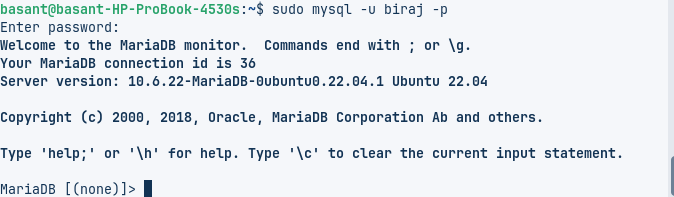 basant@basant-HP-ProBook-4530s:~$ sudo mysql -u biraj -p
Enter password:
Welcome to the MariaDB monitor.  Commands end with ; or \g.
Your MariaDB connection id is 36
Server version: 10.6.22-MariaDB-0ubuntu0.22.04.1 Ubuntu 22.04
Copyright (c) 2000, 2018, Oracle, MariaDB Corporation Ab and others.
Type 'help;' or '\h' for help. Type '\c' to clear the current input statement.
MariaDB [(none)]>